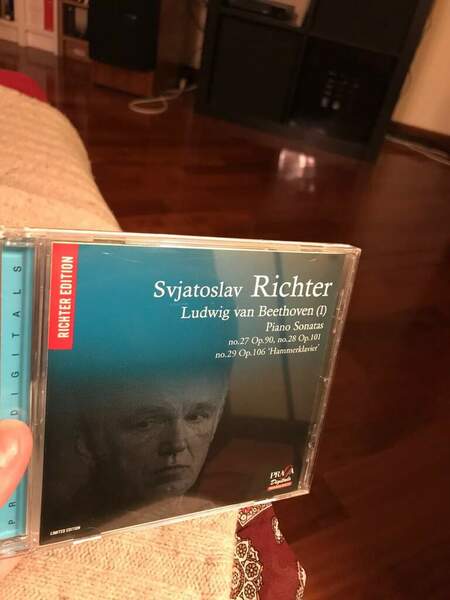 RICHTER EDITION
Svjatoslav Richter
Ludwig van Beethoven (I)
Piano Sonatas
no.27 Op.90, no.28 Op.101
no.29 Op.106 ‘Hammerklavier’
PRAGA
Digitals
LIMITED EDITION
DIGITALS